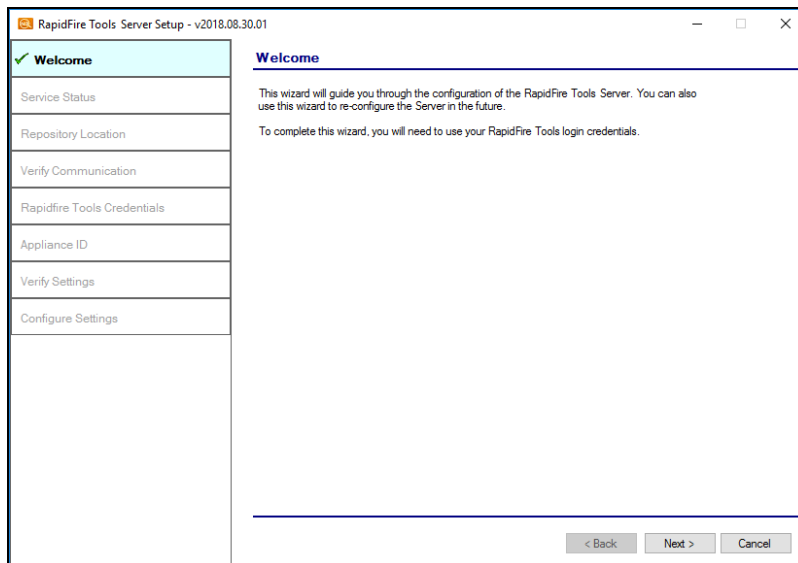 RapidFire Tools Server Setup - v2018.08.30.01
Welcome
Service Status
Repository Location
Verify Communication
Rapidfire Tools Credentials
Appliance ID
Verify Settings
Configure Settings
Welcome
This wizard will guide you through the configuration of the RapidFire Tools Server. You can also
use this wizard to re-configure the Server in the future.
To complete this wizard, you will need to use your RapidFire Tools login credentials.
< Back
Next >
Cancel